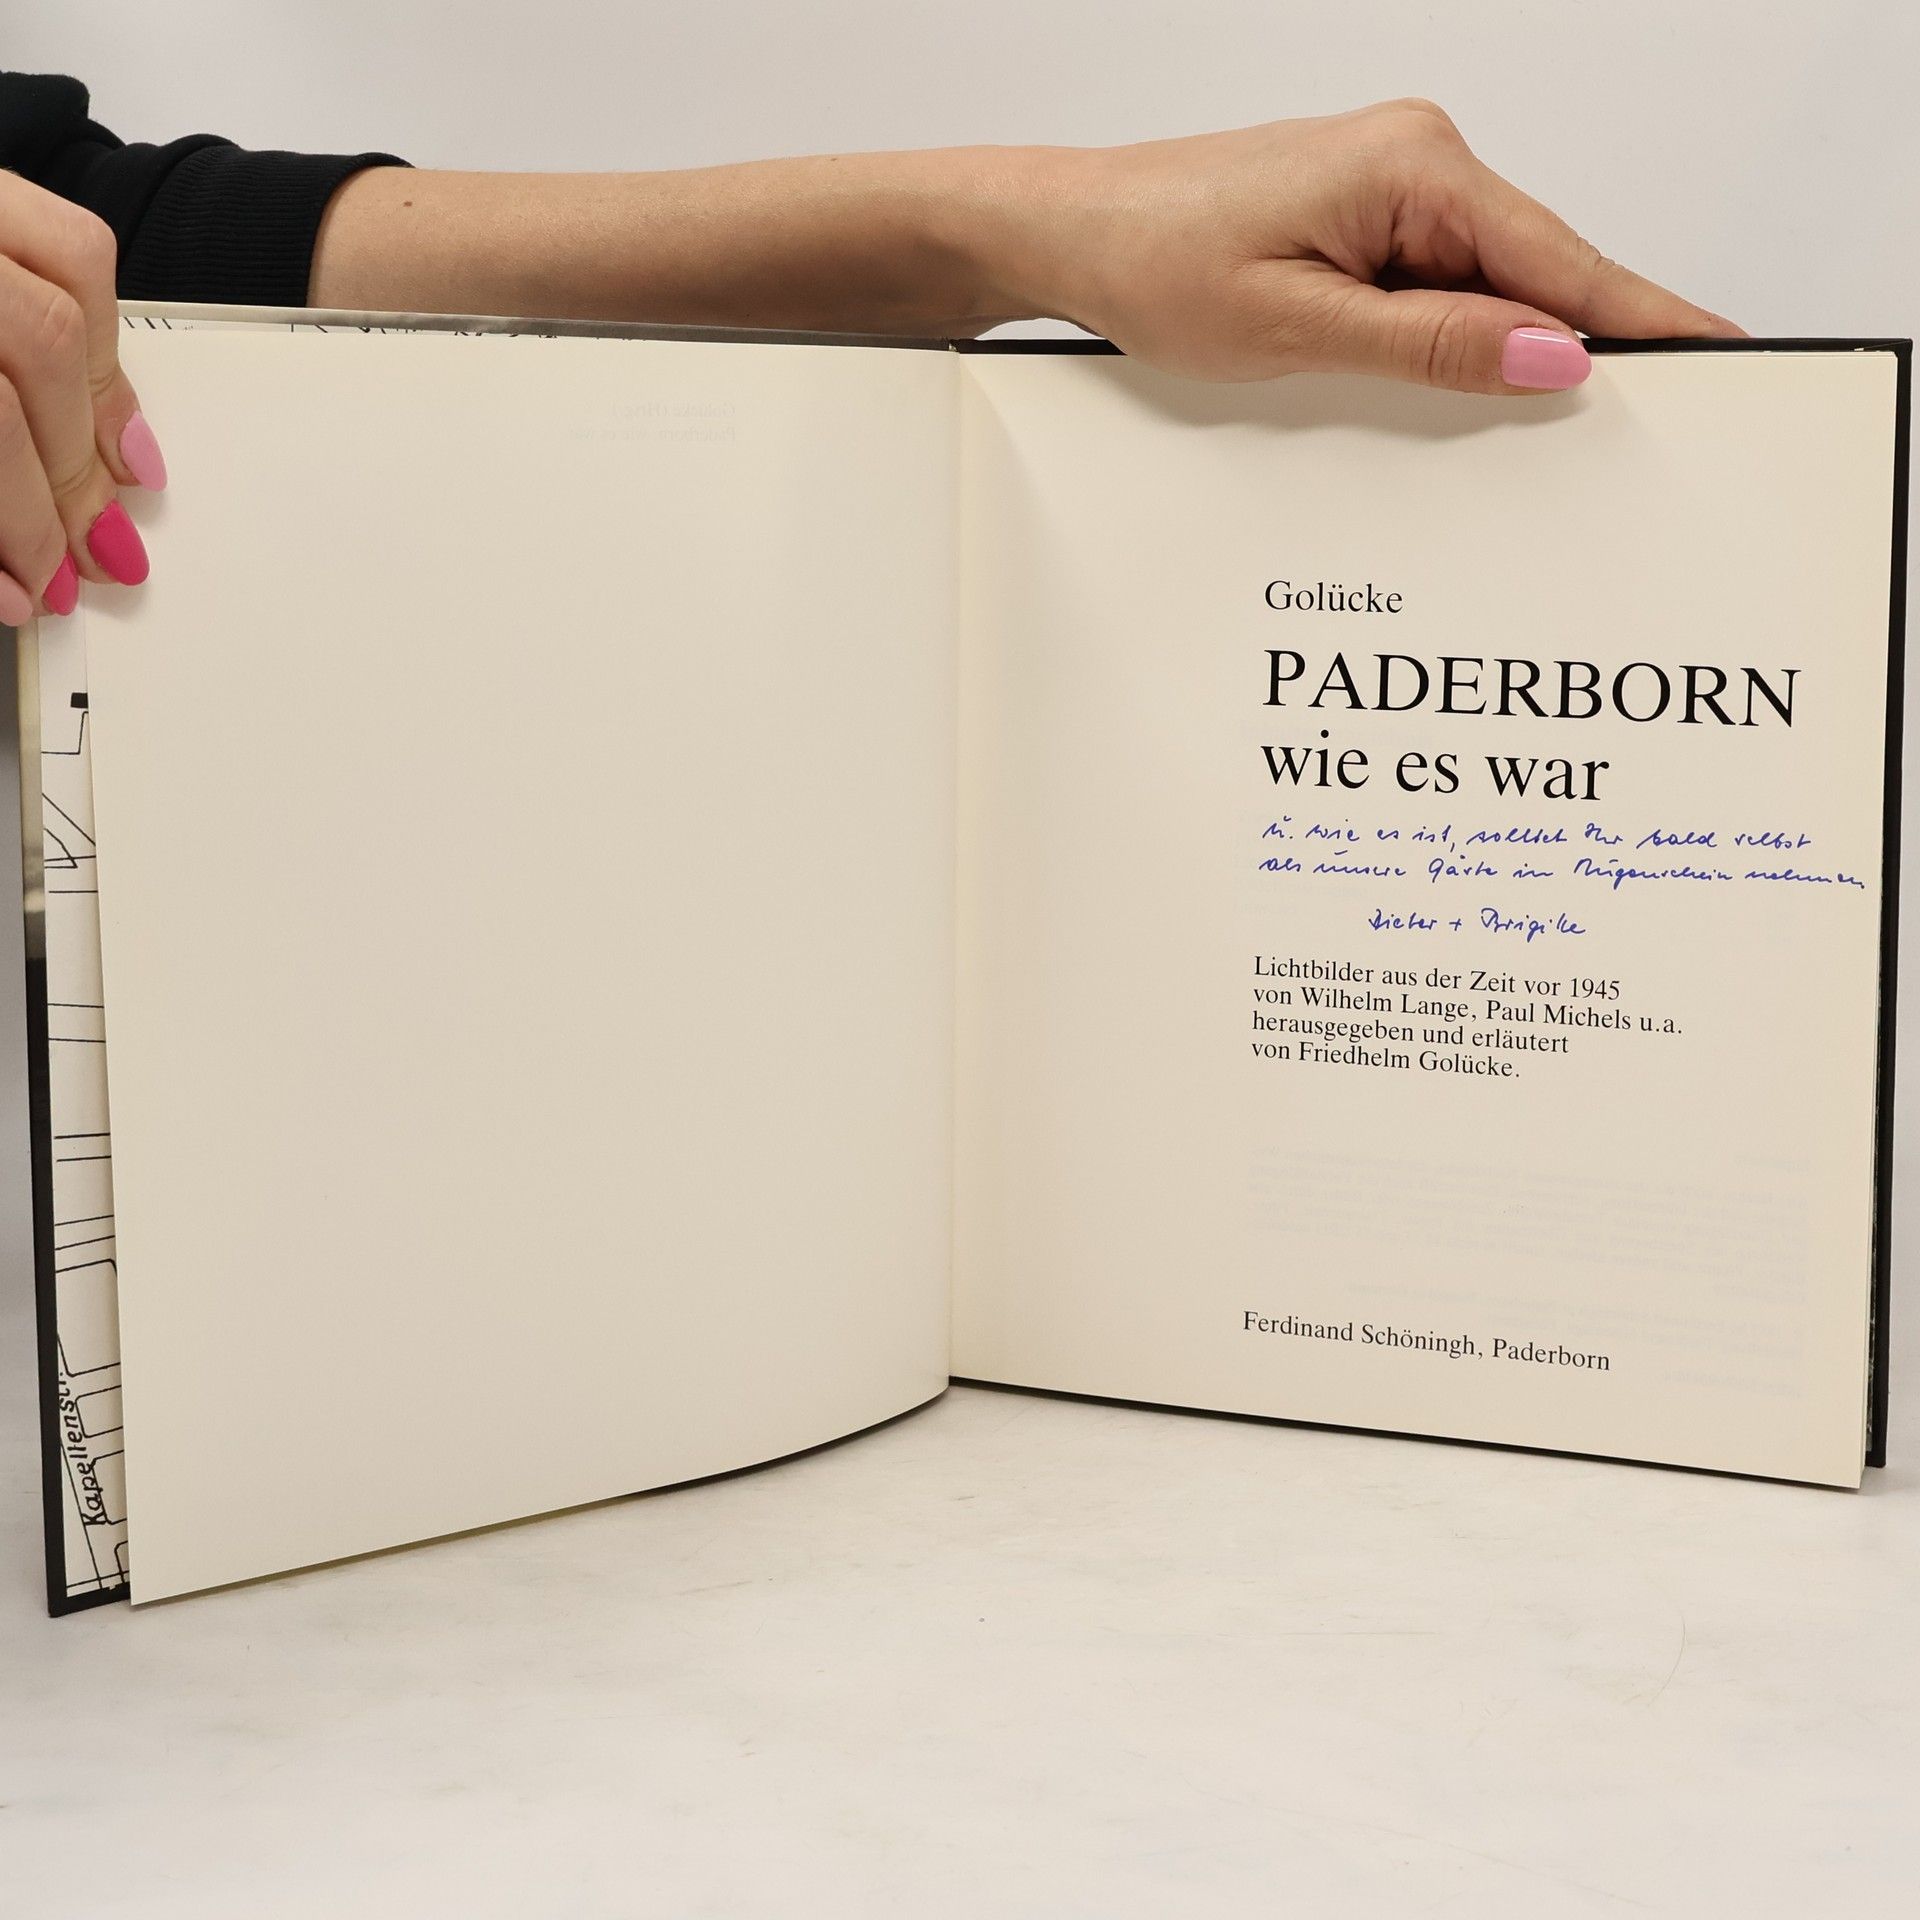 Golücke
PADERBORN
wie es war
u. wie es ist, solltet Ihr bald selbst
als unsere Gäste in Augenschein nehmen
Dieter + Brigitte
Lichtbilder aus der Zeit vor 1945
von Wilhelm Lange, Paul Michels u.a.
herausgegeben und erläutert
von Friedhelm Golücke.
Ferdinand Schöningh, Paderborn
Kapellenstr.